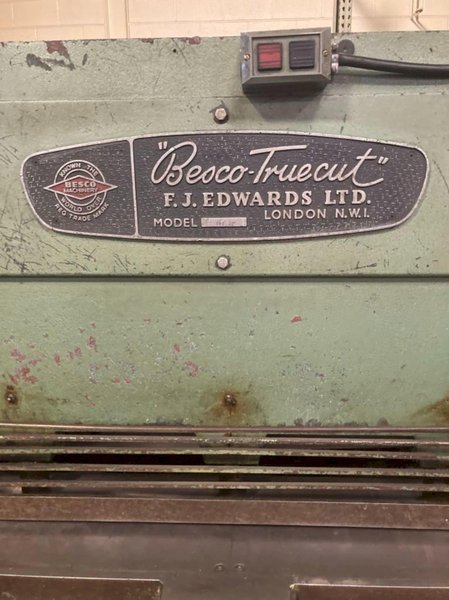 KNOWN THE
BESCO
MACHINERY
WORLD OVER
REG TRADE MARK
"Besco-Truecut"
F. J. EDWARDS LTD.
LONDON N.W.1.
MODEL